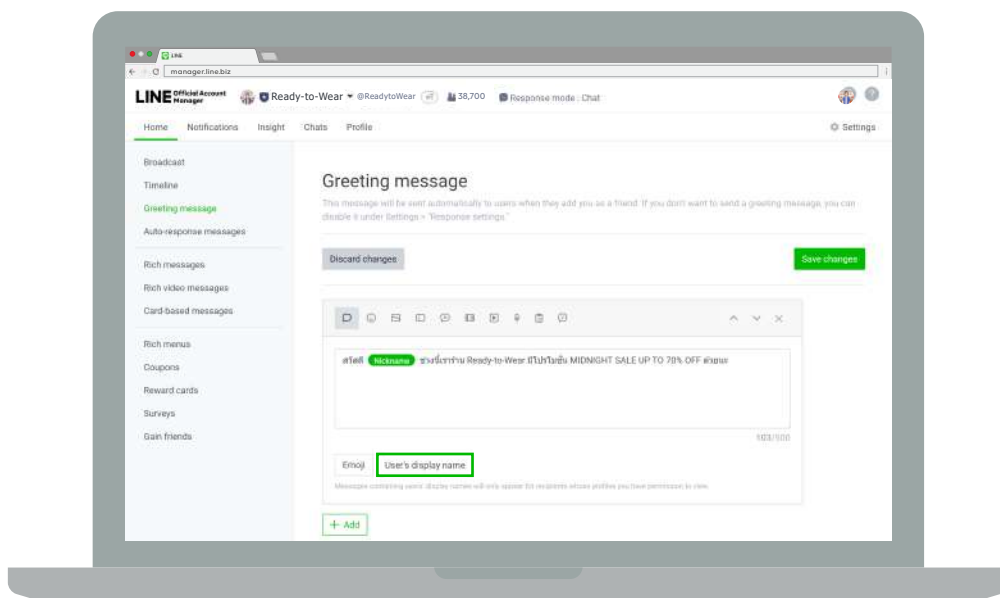 LINE
manager.line.biz
LINE Official Account Manager Ready-to-Wear @ReadytoWear 38,700 Response mode : Chat
Home Notifications Insight Chats Profile Settings
Broadcast
Timeline
Greeting message
Auto-response messages
Rich messages
Rich video messages
Card-based messages
Rich menus
Coupons
Reward cards
Surveys
Gain friends
Greeting message
This message will be sent automatically to users when they add you as a friend. If you don't want to send a greeting message, you can
disable it under Settings > "Response settings."
Discard changes Save changes
สวัสดี Nickname ช่วงนี้เราร้าน Ready-to-Wear มีโปรโมชั่น MIDNIGHT SALE UP TO 70% OFF ด้วยนะ
103/500
Emoji User's display name
Messages containing users' display names will only appear for recipients whose profiles you have permission to view.
+ Add